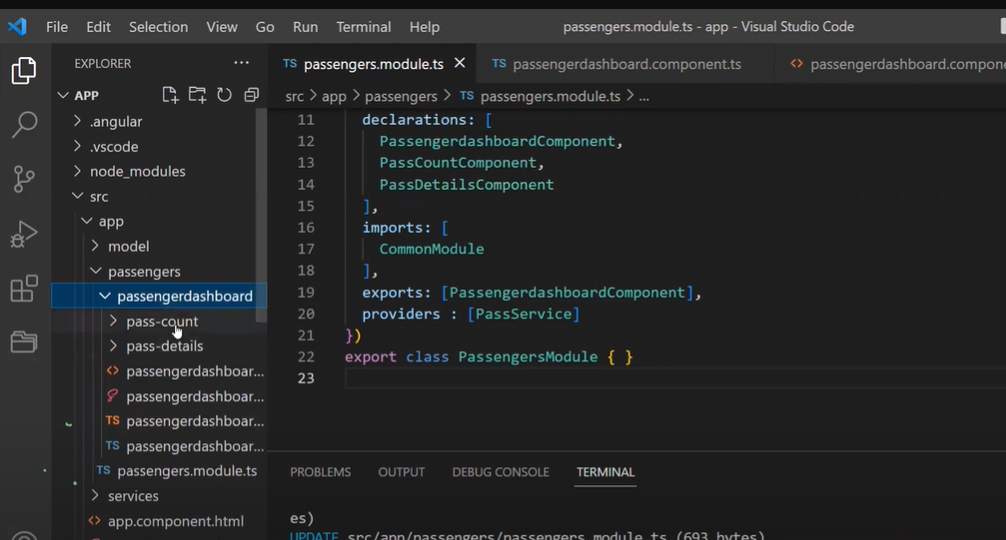 File Edit Selection View Go Run Terminal Help passengers.module.ts - app - Visual Studio Code
EXPLORER ...
APP
.angular
.vscode
node_modules
src
app
model
passengers
passengerdashboard
pass-count
pass-details
<> passengerdashboar...
passengerdashboar...
TS passengerdashboar...
TS passengerdashboar...
TS passengers.module.ts
services
<> app.component.html
TS passengers.module.ts TS passengerdashboard.component.ts <> passengerdashboard.compone
src > app > passengers > TS passengers.module.ts > ...
11 declarations: [
12 PassengerdashboardComponent,
13 PassCountComponent,
14 PassDetailsComponent
15 ],
16 imports: [
17 CommonModule
18 ],
19 exports: [PassengerdashboardComponent],
20 providers : [PassService]
21 })
22 export class PassengersModule { }
23
PROBLEMS OUTPUT DEBUG CONSOLE TERMINAL
es)
UPDATE src/app/passengers/passengers.module.ts (693 bytes)